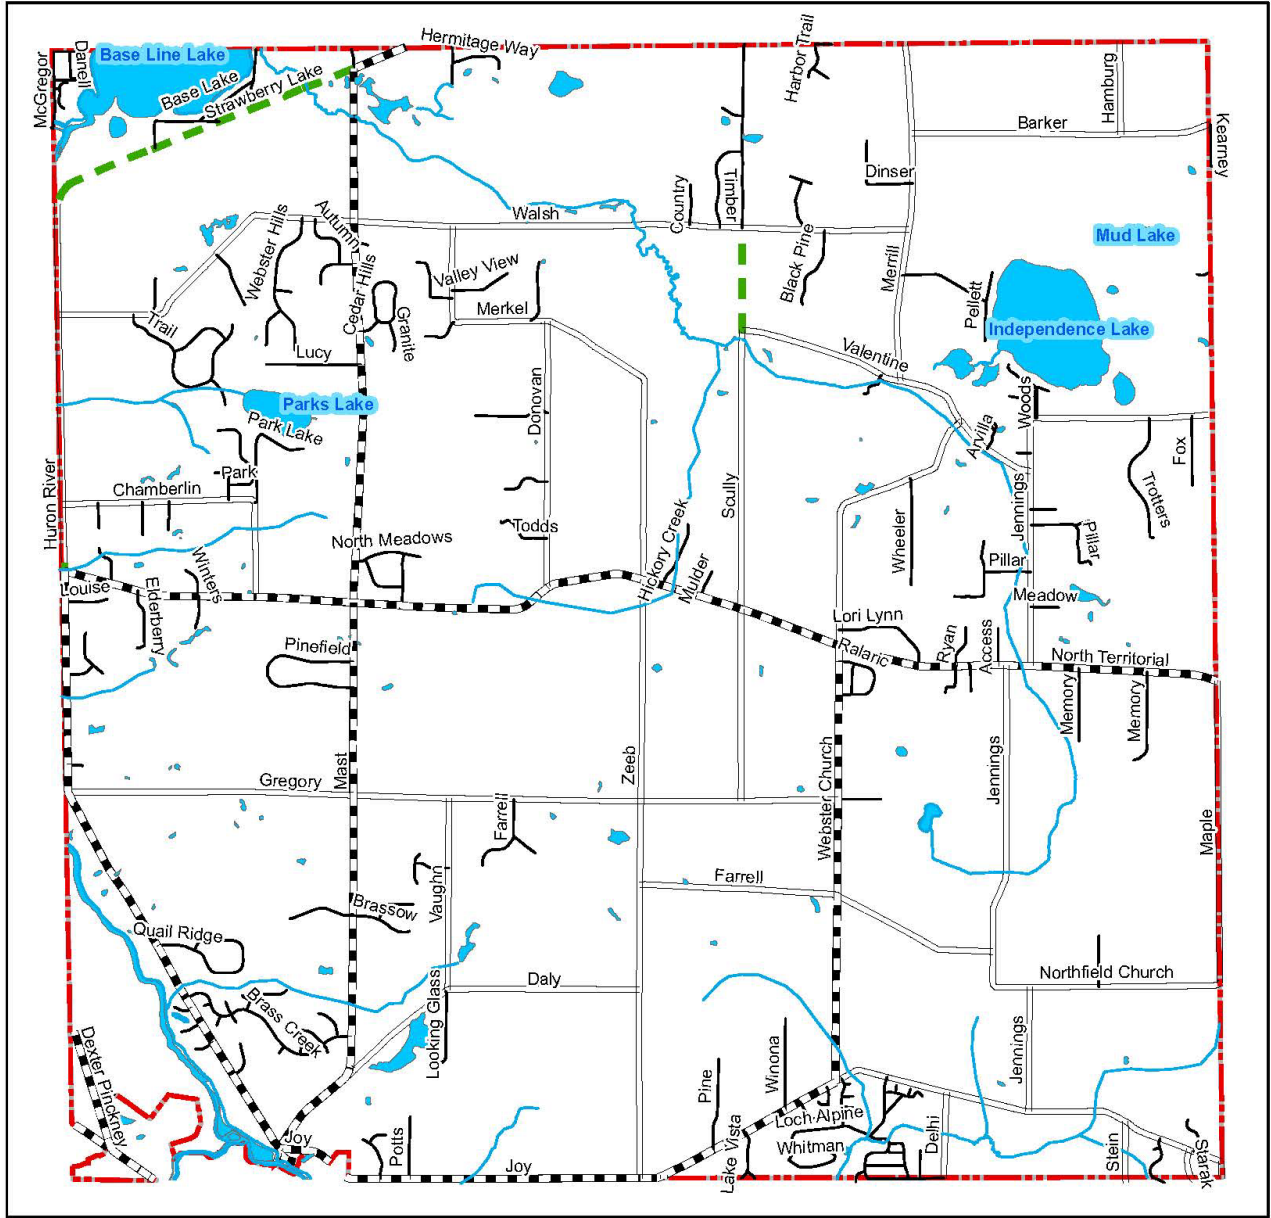 Hermitage Way
Harbor Trail
Base Line Lake
McGregor
Danell
Base Lake
Strawberry Lake
Hamburg
Barker
Kearney
Dinser
Country
Timber
Walsh
Webster Hills
Autumn
Black Pine
Merrill
Mud Lake
Cedar Hills
Valley View
Merkel
Granite
Pellett
Independence Lake
Trail
Lucy
Valentine
Parks Lake
Park Lake
Donovan
Woods
Arvilla
Fox
Trotters
Park
Chamberlin
Scully
Huron River
Jennings
Wheeler
Todds
North Meadows
Hickory Creek
Mulder
Pillar
Pillar
Winters
Louise
Elderberry
Meadow
Lori Lynn
Ralaric
Ryan
Access
North Territorial
Pinefield
Memory
Memory
Zeeb
Mast
Gregory
Webster Church
Jennings
Maple
Farrell
Farrell
Vaughn
Brassow
Quail Ridge
Daly
Northfield Church
Looking Glass
Brass Creek
Dexter Pinckney
Jennings
Pine
Winona
Loch Alpine
Whitman
Lake Vista
Delhi
Stein
Starak
Joy
Potts
Joy